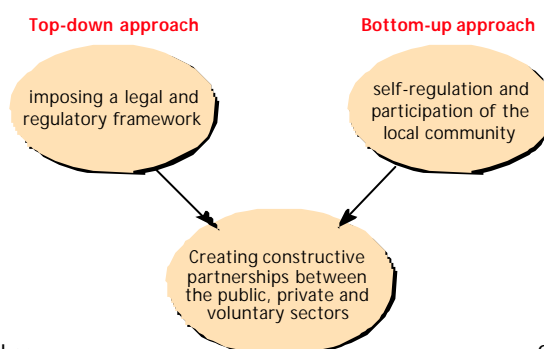 Top-down approach
Bottom-up approach
imposing a legal and
regulatory framework
self-regulation and
participation of the
local community
Creating constructive
partnerships between
the public, private and
voluntary sectors